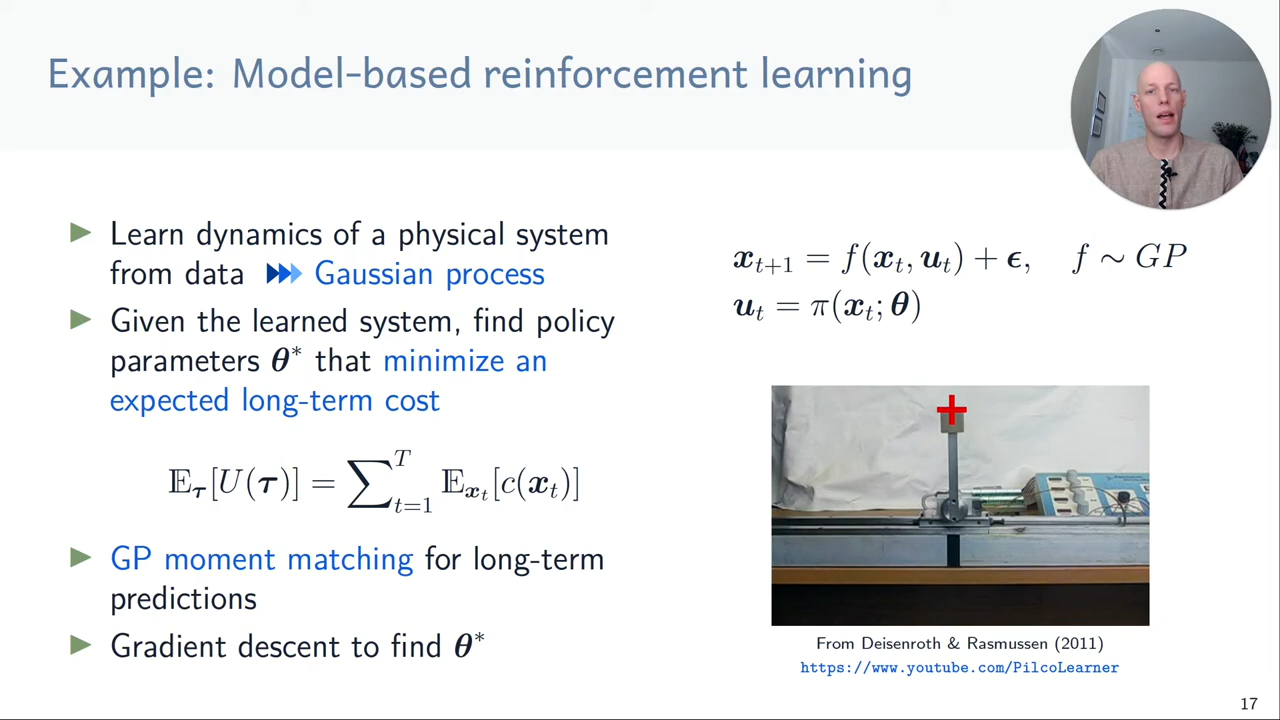 Example: Model-based reinforcement learning
▶ Learn dynamics of a physical system
from data ▶▶▶ Gaussian process
▶ Given the learned system, find policy
parameters θ* that minimize an
expected long-term cost
𝔼_τ[U(τ)] = ∑_{t=1}^{T} 𝔼_{x_t}[c(x_t)]
▶ GP moment matching for long-term
predictions
▶ Gradient descent to find θ*
x_{t+1} = f(x_t, u_t) + ϵ, f ∼ GP
u_t = π(x_t; θ)
From Deisenroth & Rasmussen (2011)
https://www.youtube.com/PilcoLearner
17